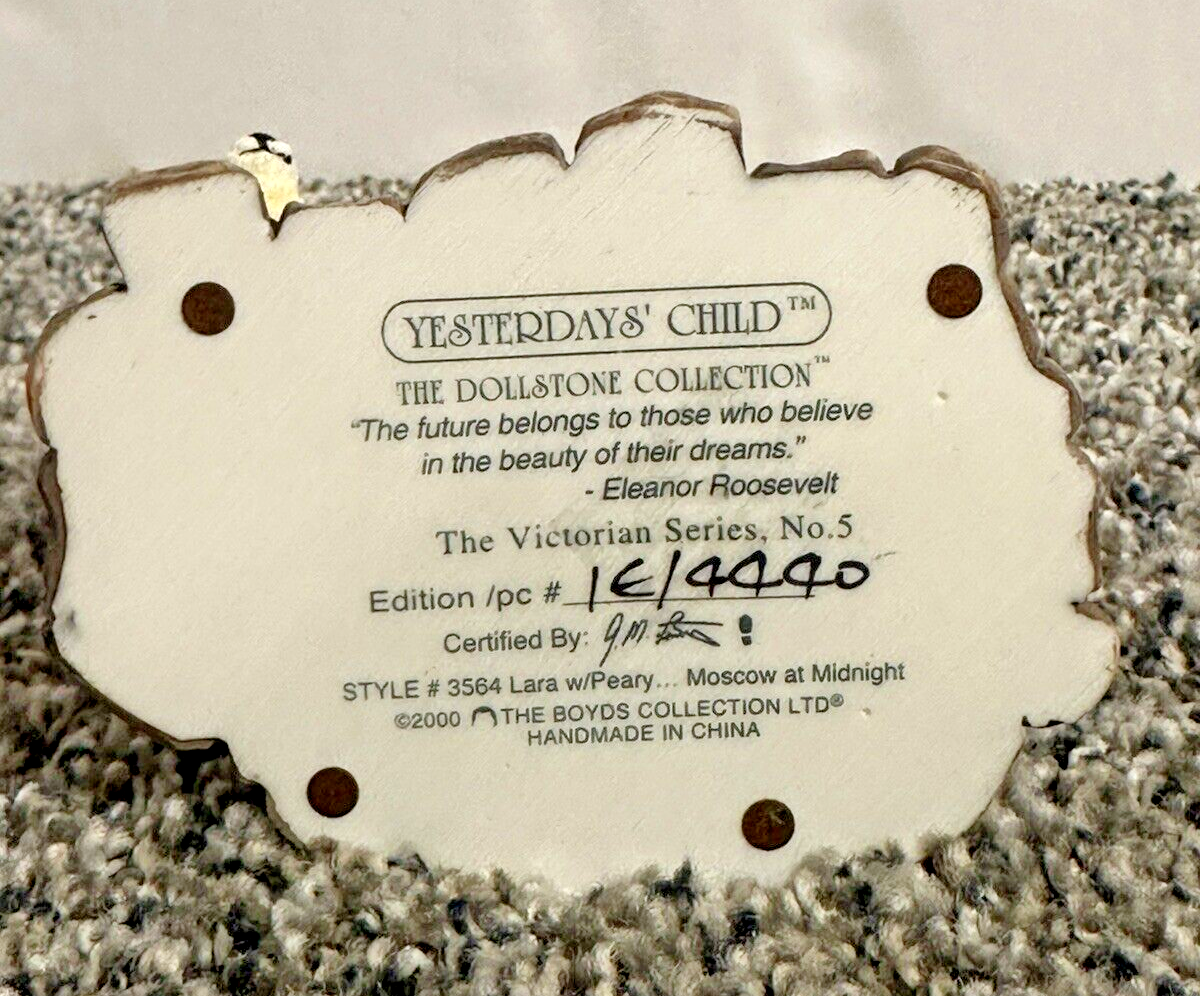 YESTERDAYS' CHILD™
THE DOLLSTONE COLLECTION™
"The future belongs to those who believe
in the beauty of their dreams."
- Eleanor Roosevelt
The Victorian Series, No.5
Edition /pc # 1E/4440
Certified By: G.M.
STYLE # 3564 Lara w/Peary... Moscow at Midnight
©2000 THE BOYDS COLLECTION LTD®
HANDMADE IN CHINA